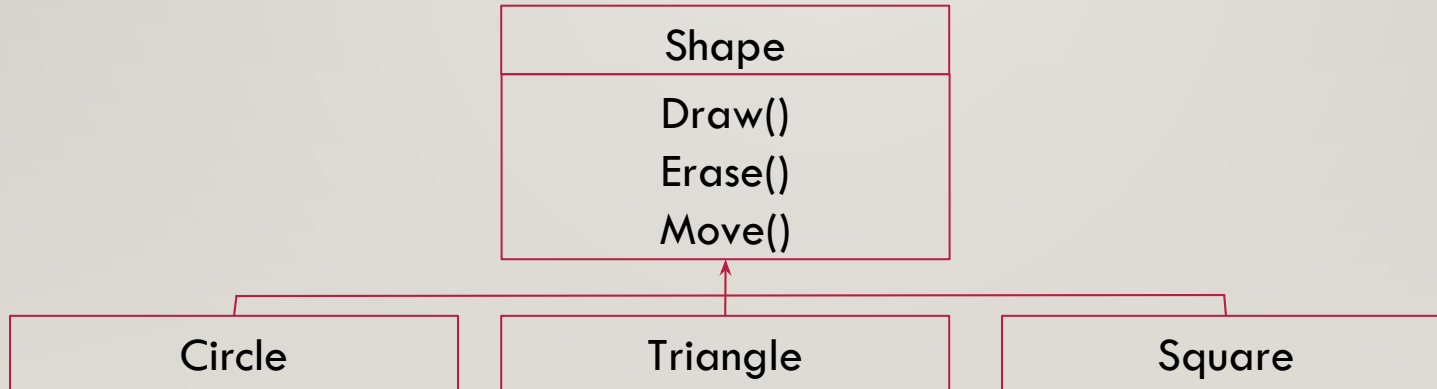 Shape
Draw()
Erase()
Move()
Circle
Triangle
Square